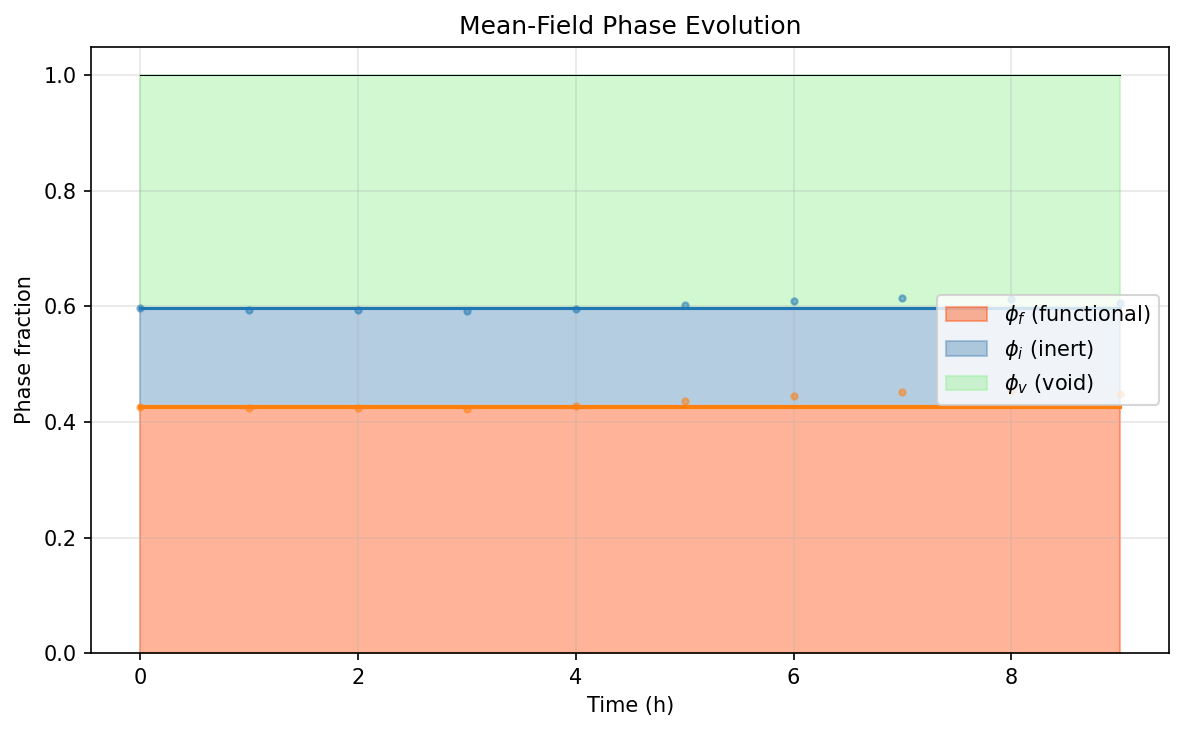 Mean-Field Phase Evolution
1.0
0.8
0.6
0.4
0.2
0.0
Phase fraction
ϕf (functional)
ϕi (inert)
ϕv (void)
0 2 4 6 8
Time (h)